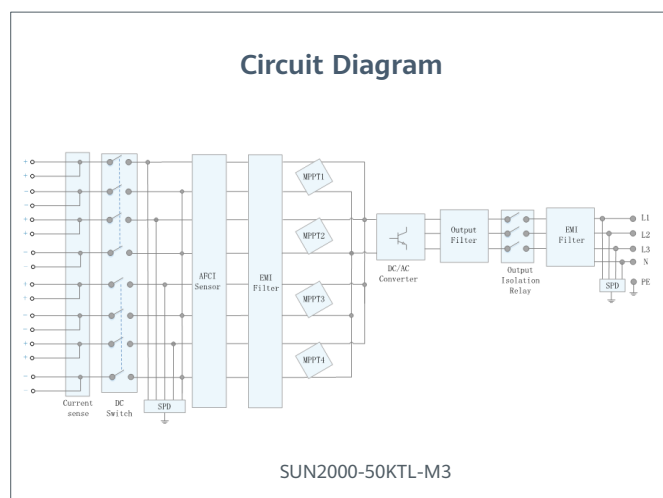 Circuit Diagram
+
+
−
−
+
+
−
−
+
+
−
−
+
+
−
−
MPPT1
MPPT2
MPPT3
MPPT4
AFCI
Sensor
EMI
Filter
DC/AC
Converter
Output
Filter
Output
Isolation
Relay
EMI
Filter
L1
L2
L3
N
PE
SPD
Current
sense
DC
Switch
SPD
SUN2000-50KTL-M3